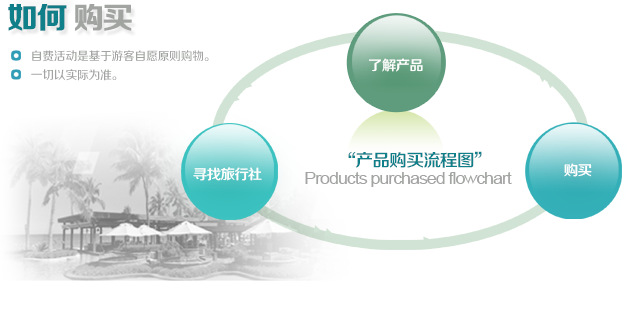 如何 购买
自费活动是基于游客自愿原则购物。
一切以实际为准。
了解产品
寻找旅行社
“产品购买流程图”
Products purchased flowchart
购买